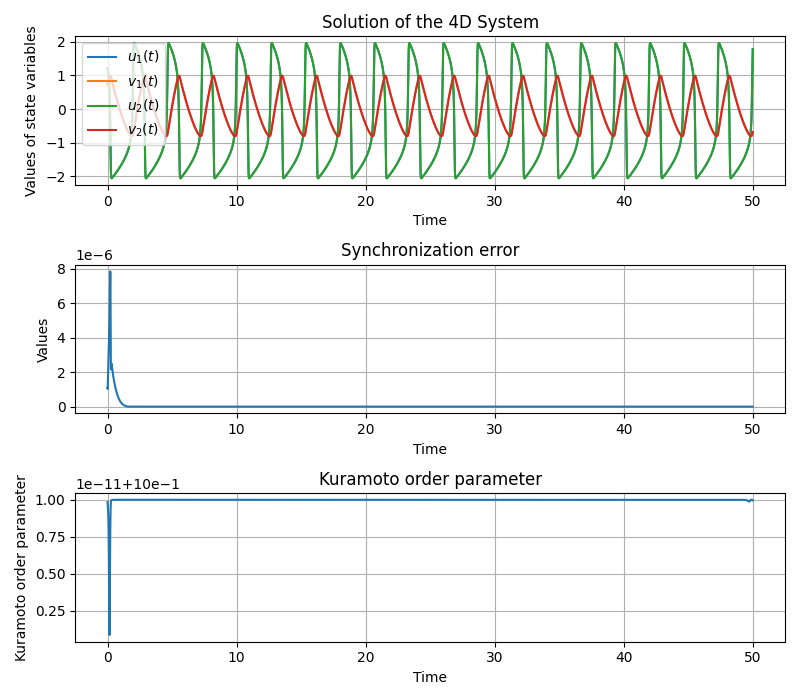 Solution of the 4D System
Values of state variables
2
1
0
−1
−2
u₁(t)
v₁(t)
u₂(t)
v₂(t)
0 10 20 30 40 50
Time
Synchronization error
1e−6
Values
8
6
4
2
0
0 10 20 30 40 50
Time
Kuramoto order parameter
1e−11+10e−1
Kuramoto order parameter
1.00
0.75
0.50
0.25
0 10 20 30 40 50
Time